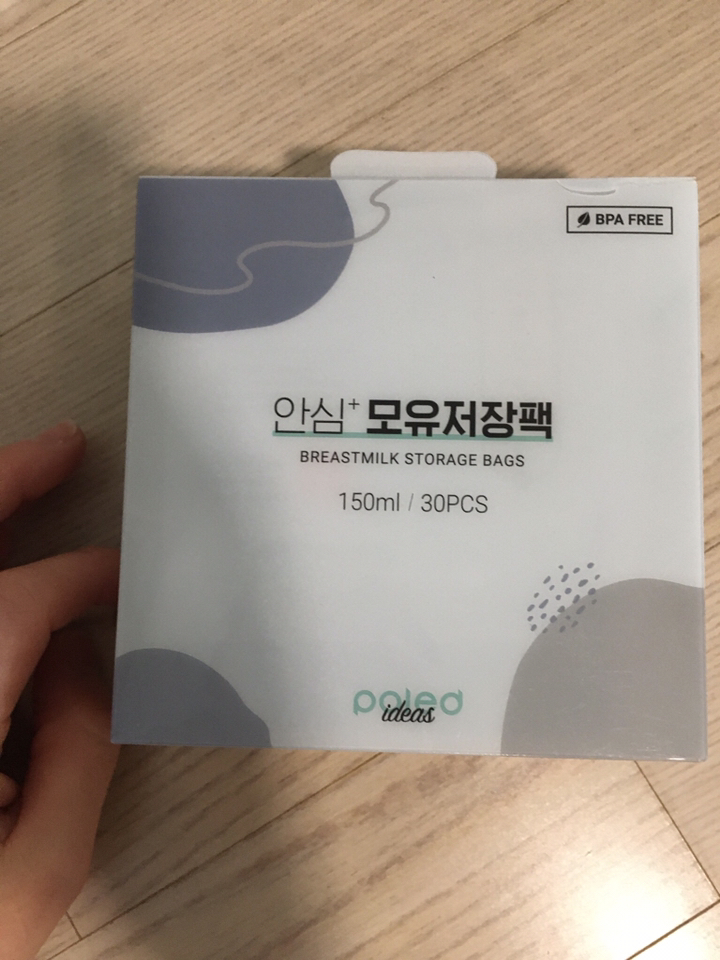 BPA FREE
안심+ 모유저장팩
BREASTMILK STORAGE BAGS
150ml / 30PCS
poled
ideas